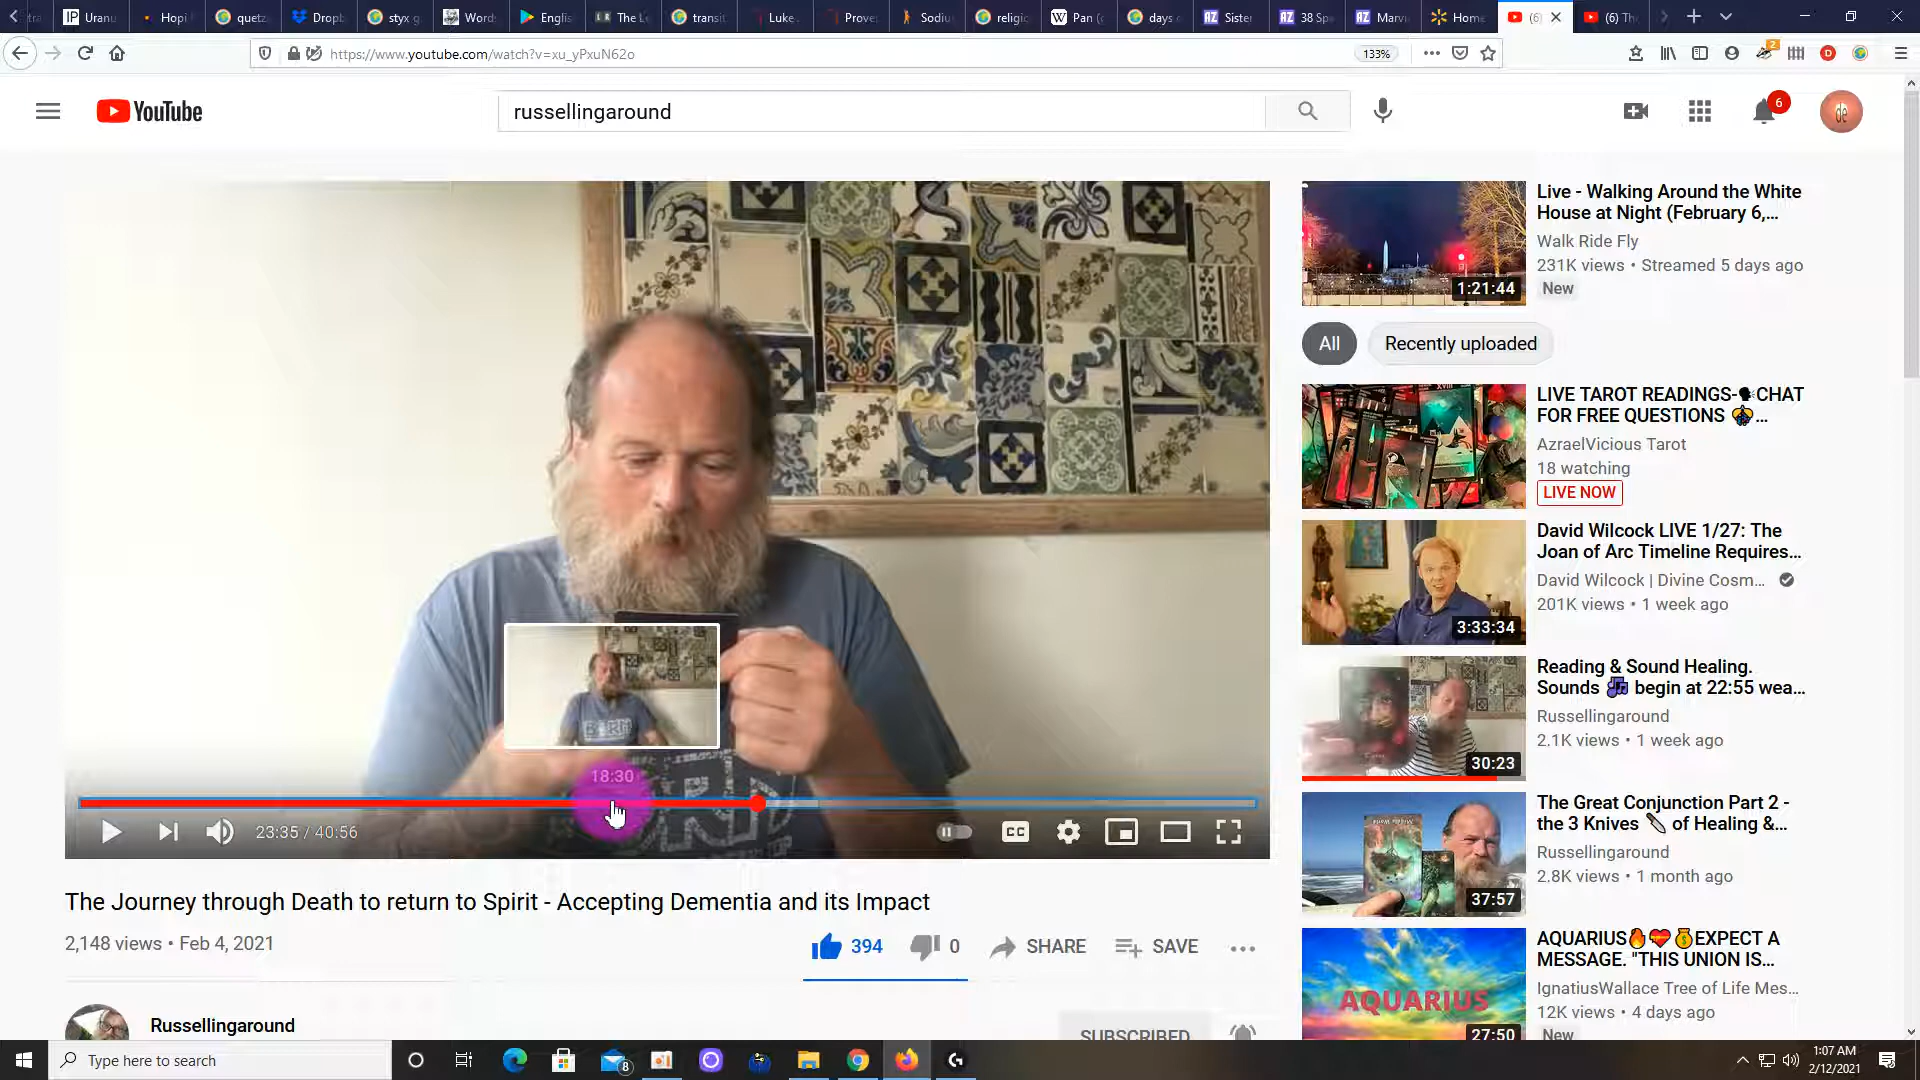 Uranu
Hopi
quetz
Dropb
styx g
Word
Englis
The L
transit
Luke
Prove
Sodiu
religio
Pan (
days
Sister
38 Sp
Marvi
Home
(6)
(6) Th
https://www.youtube.com/watch?v=xu_yPxuN62o
133%
2
YouTube
russellingaround
6
de
18:30
23:35 / 40:56
CC
The Journey through Death to return to Spirit - Accepting Dementia and its Impact
2,148 views • Feb 4, 2021
394
0
SHARE
SAVE
Russellingaround
SUBSCRIBED
Live - Walking Around the White
House at Night (February 6,...
Walk Ride Fly
231K views • Streamed 5 days ago
New
1:21:44
All
Recently uploaded
LIVE TAROT READINGS-🗣CHAT
FOR FREE QUESTIONS
...
AzraelVicious Tarot
18 watching
LIVE NOW
David Wilcock LIVE 1/27: The
Joan of Arc Timeline Requires...
David Wilcock | Divine Cosm...
201K views • 1 week ago
3:33:34
Reading & Sound Healing.
Sounds 🎶 begin at 22:55 wea...
Russellingaround
2.1K views • 1 week ago
30:23
The Great Conjunction Part 2 -
the 3 Knives 🔪 of Healing &...
Russellingaround
2.8K views • 1 month ago
37:57
AQUARIUS🔥💝💰EXPECT A
MESSAGE. "THIS UNION IS...
IgnatiusWallace Tree of Life Mes...
12K views • 4 days ago
New
AQUARIUS
27:50
Type here to search
8
1:07 AM
2/12/2021